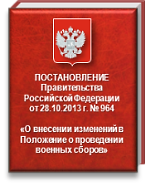 ПОСТАНОВЛЕНИЕ
Правительства
Российской Федерации
от 28.10.2013 г. № 964
«О внесении изменений в
Положение о проведении
военных сборов»